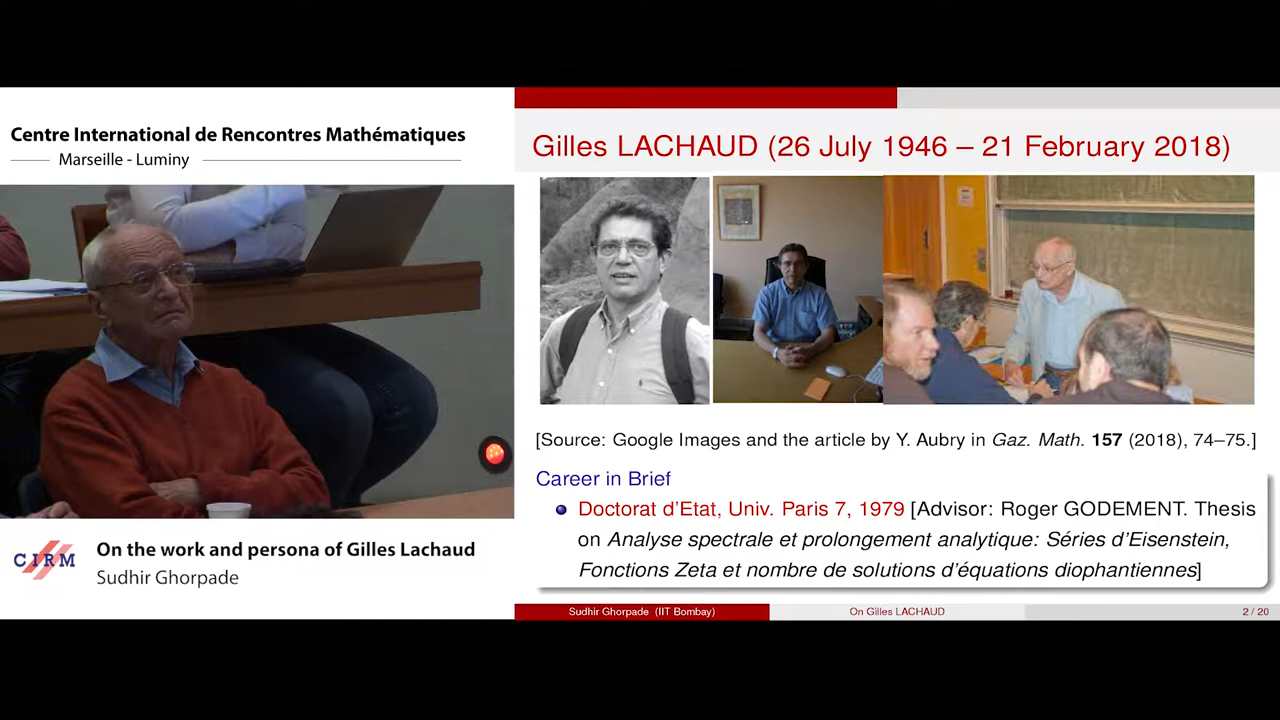 Centre International de Rencontres Mathématiques
Marseille - Luminy
CIRM
On the work and persona of Gilles Lachaud
Sudhir Ghorpade
Gilles LACHAUD (26 July 1946 – 21 February 2018)
[Source: Google Images and the article by Y. Aubry in Gaz. Math. 157 (2018), 74–75.]
Career in Brief
Doctorat d'Etat, Univ. Paris 7, 1979 [Advisor: Roger GODEMENT. Thesis
on Analyse spectrale et prolongement analytique: Séries d'Eisenstein,
Fonctions Zeta et nombre de solutions d'équations diophantiennes]
Sudhir Ghorpade (IIT Bombay)
On Gilles LACHAUD
2 / 20